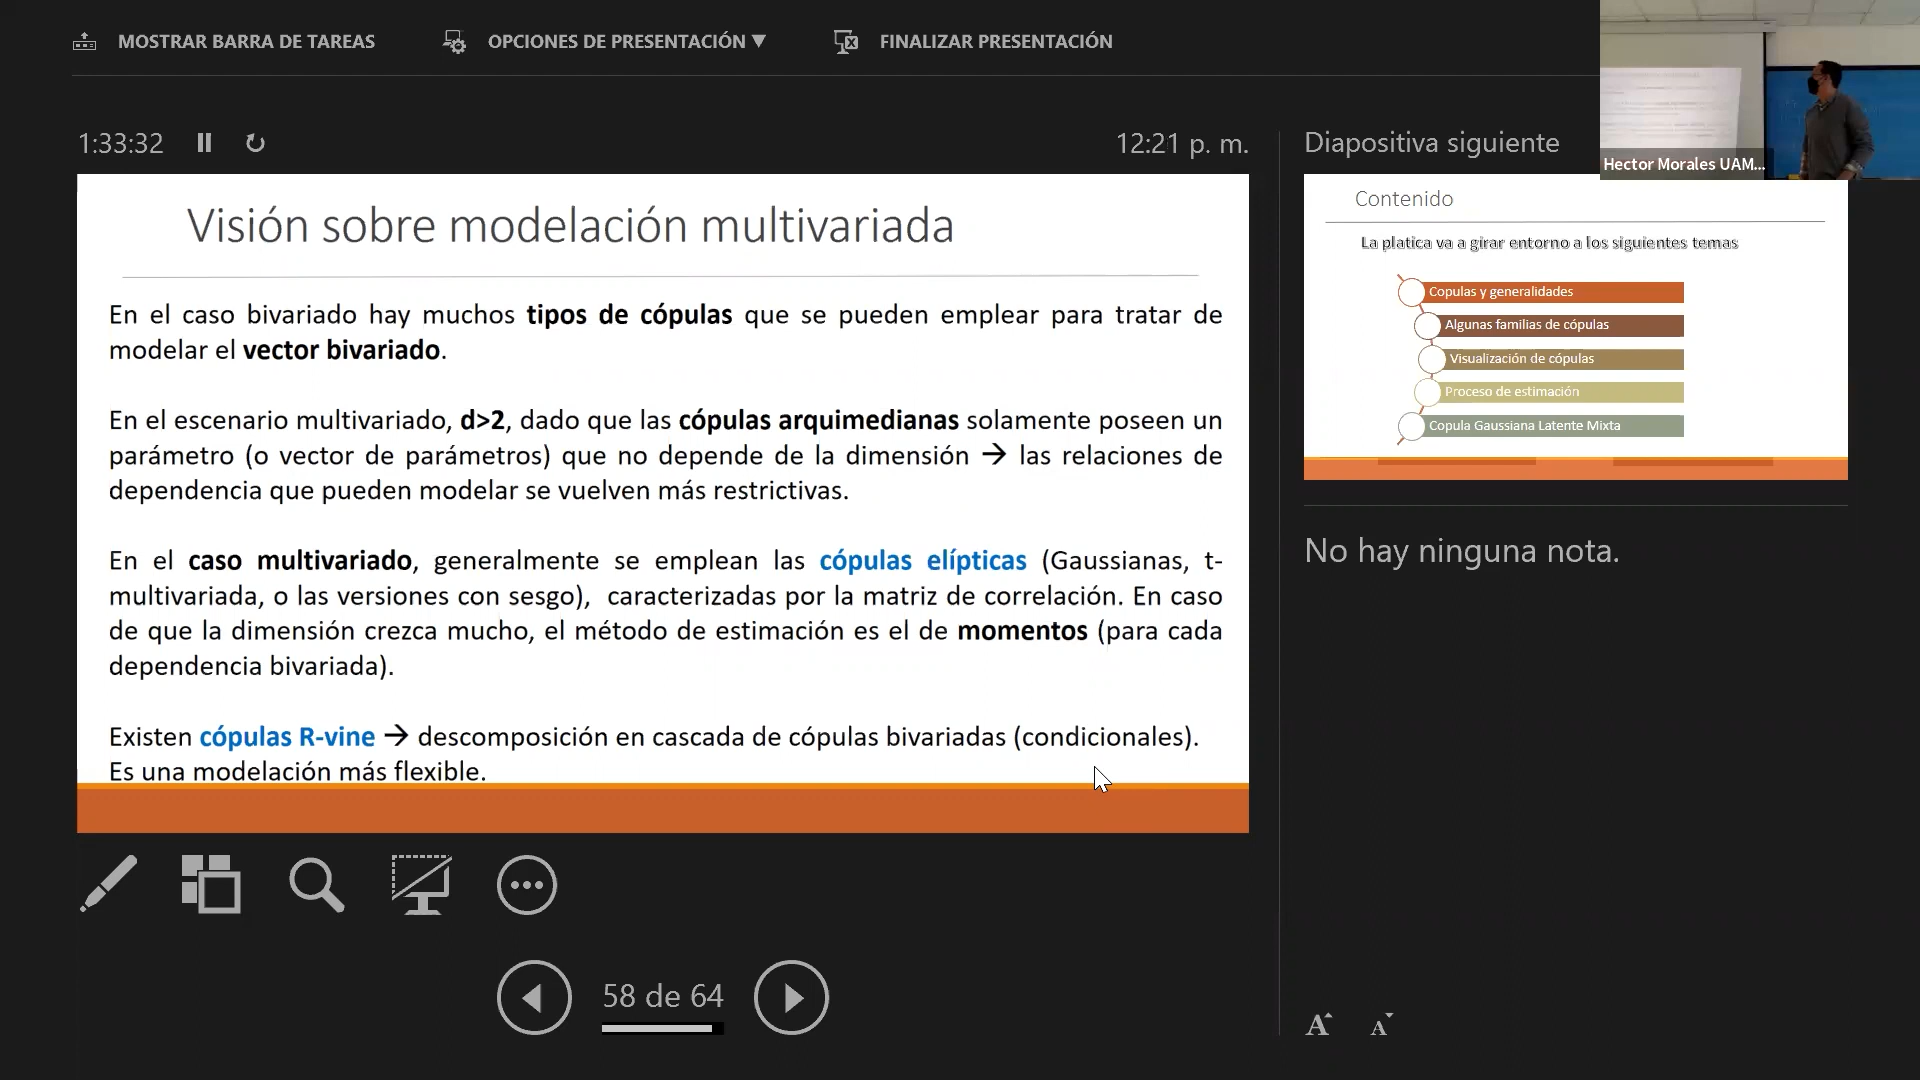 MOSTRAR BARRA DE TAREAS
OPCIONES DE PRESENTACIÓN ▼
FINALIZAR PRESENTACIÓN
1:33:32
12:21 p. m.
Visión sobre modelación multivariada
En el caso bivariado hay muchos tipos de cópulas que se pueden emplear para tratar de
modelar el vector bivariado.
En el escenario multivariado, d>2, dado que las cópulas arquimedianas solamente poseen un
parámetro (o vector de parámetros) que no depende de la dimensión → las relaciones de
dependencia que pueden modelar se vuelven más restrictivas.
En el caso multivariado, generalmente se emplean las cópulas elípticas (Gaussianas, t-
multivariada, o las versiones con sesgo), caracterizadas por la matriz de correlación. En caso
de que la dimensión crezca mucho, el método de estimación es el de momentos (para cada
dependencia bivariada).
Existen cópulas R-vine → descomposición en cascada de cópulas bivariadas (condicionales).
Es una modelación más flexible.
58 de 64
Diapositiva siguiente
Hector Morales UAM...
Contenido
La platica va a girar entorno a los siguientes temas
Copulas y generalidades
Algunas familias de cópulas
Visualización de cópulas
Proceso de estimación
Copula Gaussiana Latente Mixta
No hay ninguna nota.
A A